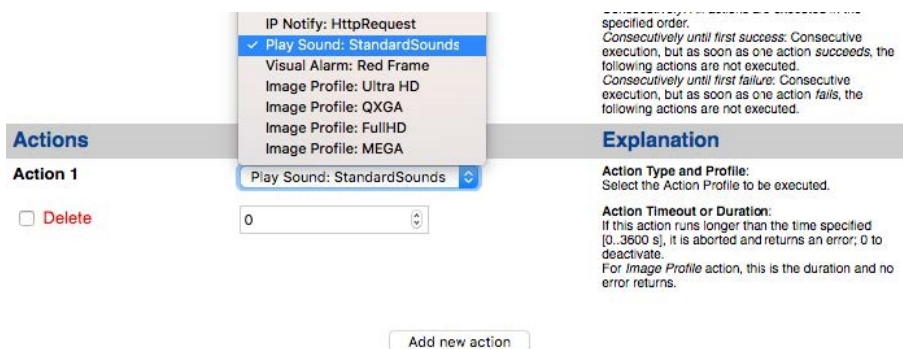 IP Notify: HttpRequest
✓ Play Sound: StandardSounds
Visual Alarm: Red Frame
Image Profile: Ultra HD
Image Profile: QXGA
Image Profile: FullHD
Image Profile: MEGA
specified order.
Consecutively until first success: Consecutive
execution, but as soon as one action succeeds, the
following actions are not executed.
Consecutively until first failure: Consecutive
execution, but as soon as one action fails, the
following actions are not executed.
Actions
Explanation
Action 1
Play Sound: StandardSounds
Action Type and Profile:
Select the Action Profile to be executed.
Delete
0
Action Timeout or Duration:
If this action runs longer than the time specified
[0..3600 s], it is aborted and returns an error; 0 to
deactivate.
For Image Profile action, this is the duration and no
error returns.
Add new action